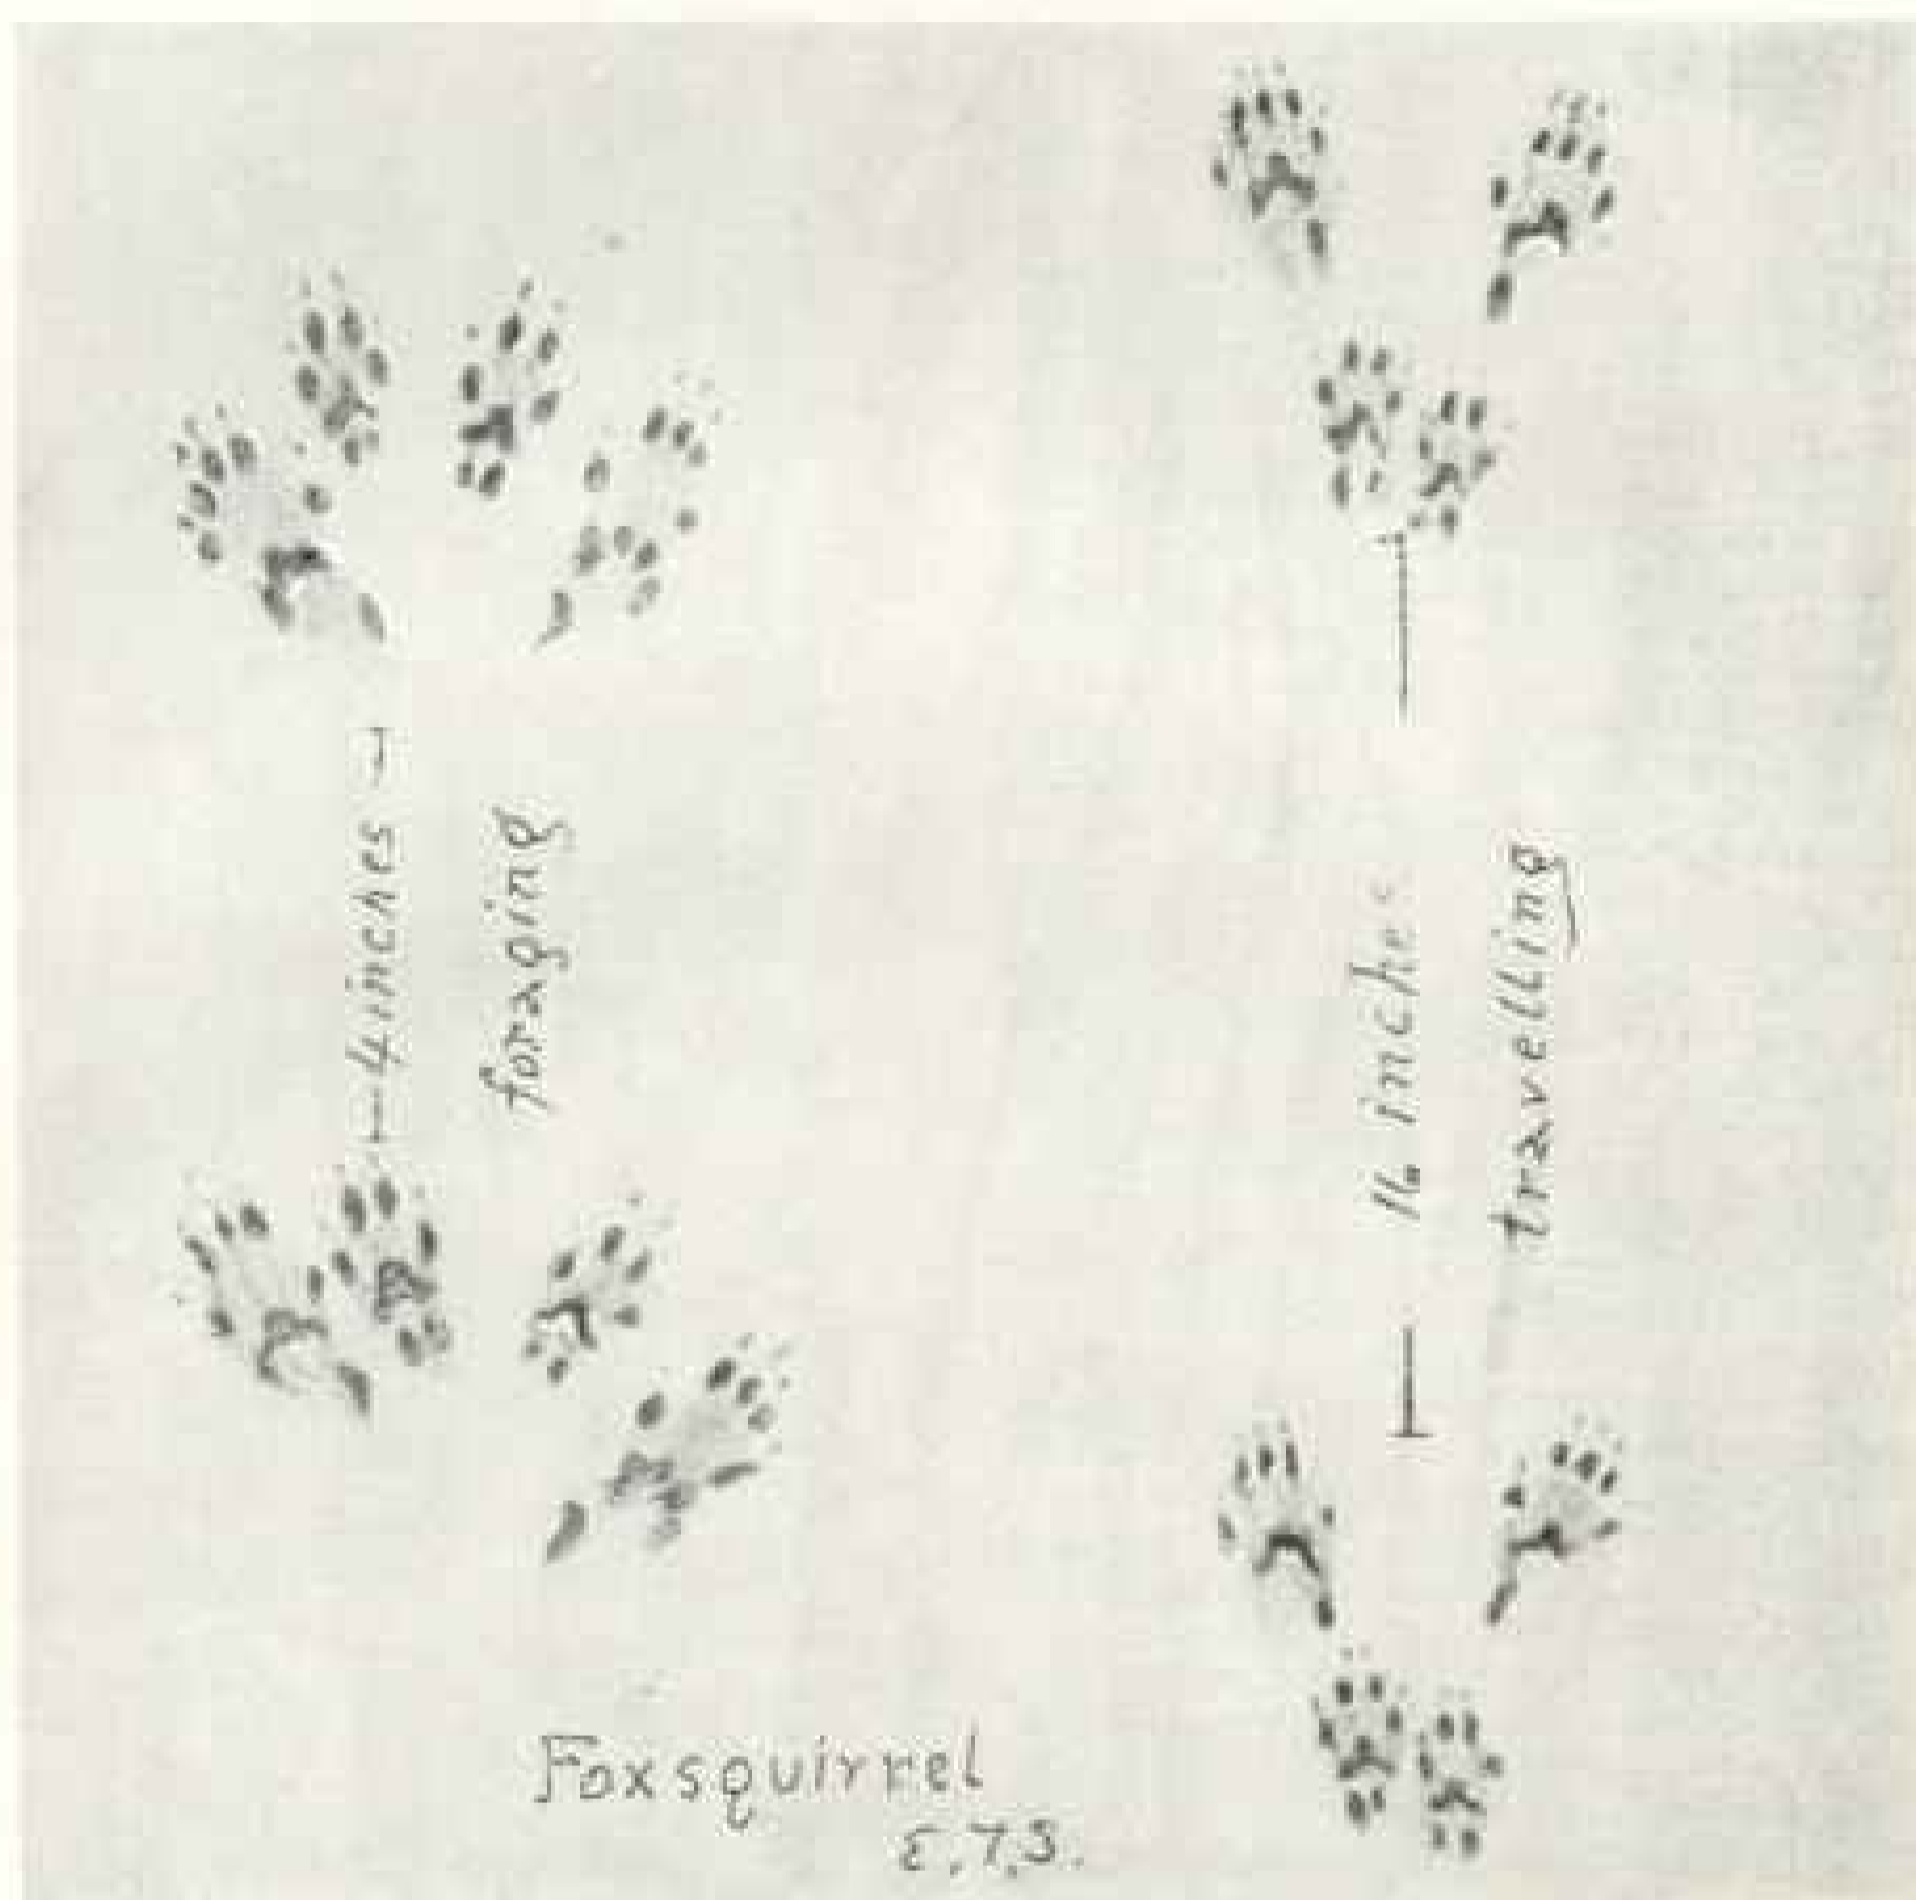 4 inches
foraging
16 inches
travelling
Foxsquirrel
E.T.S.